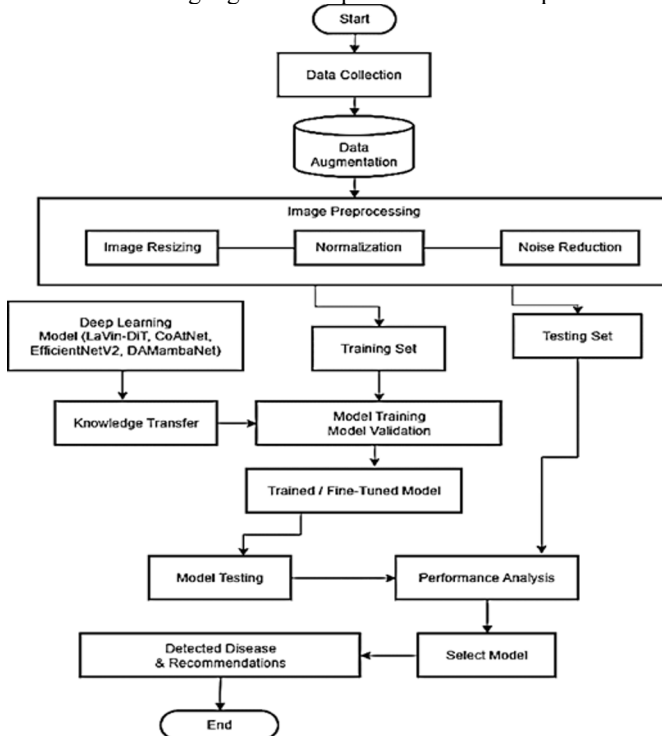 Start
Data Collection
Data
Augmentation
Image Preprocessing
Image Resizing
Normalization
Noise Reduction
Deep Learning
Model (LaVin-DiT, CoAtNet,
EfficientNetV2, DAMambaNet)
Training Set
Testing Set
Knowledge Transfer
Model Training
Model Validation
Trained / Fine-Tuned Model
Model Testing
Performance Analysis
Detected Disease
& Recommendations
Select Model
End